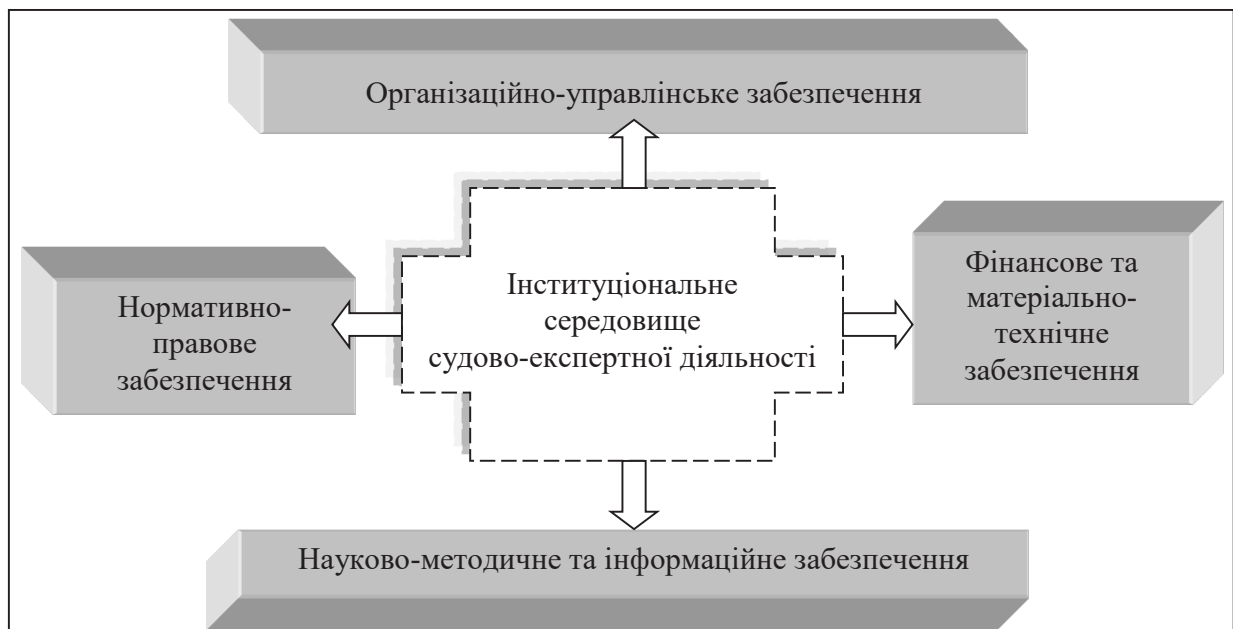 Організаційно-управлінське забезпечення
Нормативно-
правове
забезпечення
Інституціональне
середовище
судово-експертної діяльності
Фінансове та
матеріально-
технічне
забезпечення
Науково-методичне та інформаційне забезпечення